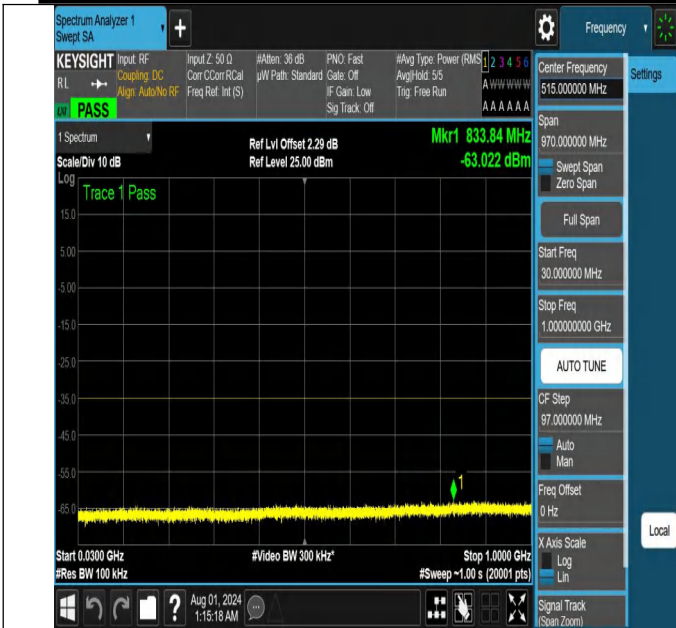 Spectrum Analyzer 1
Swept SA
+
Frequency
KEYSIGHT
RL
PASS
Input: RF
Coupling: DC
Align: Auto/No RF
Input Z: 50 Ω
Corr CCorr RCal
Freq Ref: Int (S)
#Atten: 36 dB
µW Path: Standard
PNO: Fast
Gate: Off
IF Gain: Low
Sig Track: Off
#Avg Type: Power (RMS
Avg|Hold: 5/5
Trig: Free Run
1 2 3 4 5 6
A W W W W W
A A A A A A
1 Spectrum
Scale/Div 10 dB
Log
Ref Lvl Offset 2.29 dB
Ref Level 25.00 dBm
Mkr1 833.84 MHz
-63.022 dBm
Trace 1 Pass
15.0
5.00
-5.00
-15.0
-25.0
-35.0
-45.0
-55.0
-65.0
1
Start 0.0300 GHz
#Res BW 100 kHz
#Video BW 300 kHz*
Stop 1.0000 GHz
#Sweep ~1.00 s (20001 pts)
?
Aug 01, 2024
1:15:18 AM
Center Frequency
515.000000 MHz
Settings
Span
970.000000 MHz
Swept Span
Zero Span
Full Span
Start Freq
30.000000 MHz
Stop Freq
1.000000000 GHz
AUTO TUNE
CF Step
97.000000 MHz
Auto
Man
Freq Offset
0 Hz
X Axis Scale
Log
Lin
Local
Signal Track
(Span Zoom)